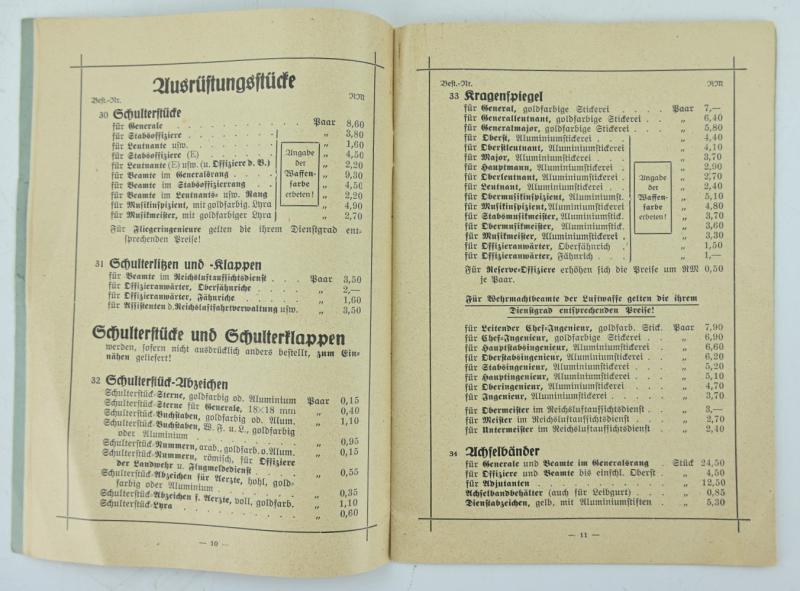 Ausrüstungsstücke
Best.-Nr. RM
30 Schulterstücke
für Generale . . . . . . . . Paar 8,60
für Stabsoffiziere . . . . . . . „ 3,80
für Leutnante usw. . . . . . . „ 1,60
für Stabsoffiziere (E) . . . . . „ 4,50
für Leutnante (E) usw. (u. Offiziere d. B.) „ 2,20
für Beamte im Generalsrang . . „ 9,30
für Beamte im Stabsoffizierrang . . „ 4,50
für Beamte im Leutnants- usw. Rang „ 2,20
für Musikinspizient, mit goldfarbig. Lyra „ 4,90
für Musikmeister, mit goldfarbiger Lyra „ 2,70
Angabe
der
Waffen-
farbe
erbeten!
Für Fliegeringenieure gelten die ihrem Dienstgrad ent-
sprechenden Preise!
31 Schulterlitzen und -Klappen
für Beamte im Reichsluftaufsichtsdienst . . . Paar 3,50
für Offizieranwärter, Oberfähnriche . . . „ 2,—
für Offizieranwärter, Fähnriche . . . . „ 1,60
für Assistenten d. Reichsluftfahrtverwaltung usw. „ 3,50
Schulterstücke und Schulterklappen
werden, sofern nicht ausdrücklich anders bestellt, zum Ein-
nähen geliefert!
32 Schulterstück-Abzeichen
Schulterstück-Sterne, goldfarbig od. Aluminium Paar 0,15
Schulterstück-Sterne für Generale, 18×18 mm „ 0,40
Schulterstück-Buchstaben, goldfarbig od. Alum. „ 1,10
Schulterstück-Buchstaben, W. F. u. L., goldfarbig
oder Aluminium . . . . . . . „ 0,95
Schulterstück-Nummern, arab., goldfarb. o. Alum. „ 0,15
Schulterstück-Nummern, römisch, für Offiziere
der Landwehr u. Flugmeldedienst . . . „ 0,55
Schulterstück-Abzeichen für Aerzte, hohl, gold-
farbig oder Aluminium . . . . . „ 0,35
Schulterstück-Abzeichen f. Aerzte, voll, goldfarb. „ 1,10
Schulterstück-Lyra . . . . . . . „ 0,60
— 10 —
Best.-Nr. RM
33 Kragenspiegel
für General, goldfarbige Stickerei . . . . Paar 7,—
für Generalleutnant, goldfarbige Stickerei . . „ 6,40
für Generalmajor, goldfarbige Stickerei . . . „ 5,80
für Oberst, Aluminiumstickerei . . „ 4,40
für Oberstleutnant, Aluminiumstickerei „ 4,10
für Major, Aluminiumstickerei . . . „ 3,70
für Hauptmann, Aluminiumstickerei . „ 2,90
für Oberleutnant, Aluminiumstickerei . „ 2,70
für Leutnant, Aluminiumstickerei . . „ 2,40
für Obermusikinspizient, Aluminiumst. „ 5,10
für Musikinspizient, Aluminiumstickerei „ 4,80
für Stabsmusikmeister, Aluminiumstick. „ 3,70
für Obermusikmeister, Aluminiumstick. „ 3,60
für Musikmeister, Aluminiumstickerei . „ 3,30
für Offizieranwärter, Oberfähnrich . . „ 1,50
für Offizieranwärter, Fähnrich . . . „ 1,—
Angabe
der
Waffen-
farbe
erbeten!
Für Reserve-Offiziere erhöhen sich die Preise um RM 0,50
je Paar.
Für Wehrmachtbeamte der Luftwaffe gelten die ihrem
Dienstgrad entsprechenden Preise!
für Leitender Chef-Ingenieur, goldfarb. Stick. Paar 7,90
für Chef-Ingenieur, goldfarbige Stickerei . . „ 6,90
für Hauptstabsingenieur, Aluminiumstickerei . „ 6,60
für Oberstabsingenieur, Aluminiumstickerei . . „ 6,20
für Stabsingenieur, Aluminiumstickerei . . . „ 5,20
für Hauptingenieur, Aluminiumstickerei . . . „ 5,10
für Oberingenieur, Aluminiumstickerei . . . „ 4,70
für Ingenieur, Aluminiumstickerei . . . . „ 3,70
für Obermeister im Reichsluftaufsichtsdienst . . „ 3,—
für Meister im Reichsluftaufsichtsdienst . . . „ 2,70
für Untermeister im Reichsluftaufsichtsdienst . „ 2,40
34 Achselbänder
für Generale und Beamte im Generalsrang . Stück 24,50
für Offiziere und Beamte bis einschl. Oberst . „ 4,50
für Adjutanten . . . . . . . . „ 12,50
Achselbandbehälter (auch für Leibgurt) . . . „ 0,85
Dienstabzeichen, gelb, mit Aluminiumstiften . . „ 5,30
— 11 —